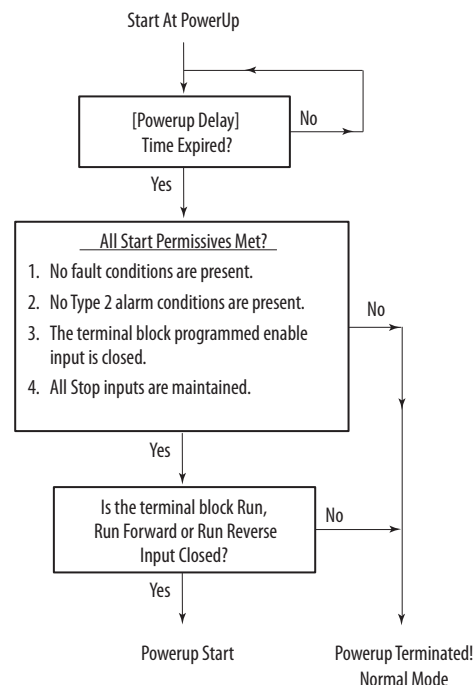 Start At PowerUp
[Powerup Delay]
Time Expired?
No
Yes
All Start Permissives Met?
1. No fault conditions are present.
2. No Type 2 alarm conditions are present.
3. The terminal block programmed enable
input is closed.
4. All Stop inputs are maintained.
No
Yes
Is the terminal block Run,
Run Forward or Run Reverse
Input Closed?
No
Yes
Powerup Start
Powerup Terminated!
Normal Mode